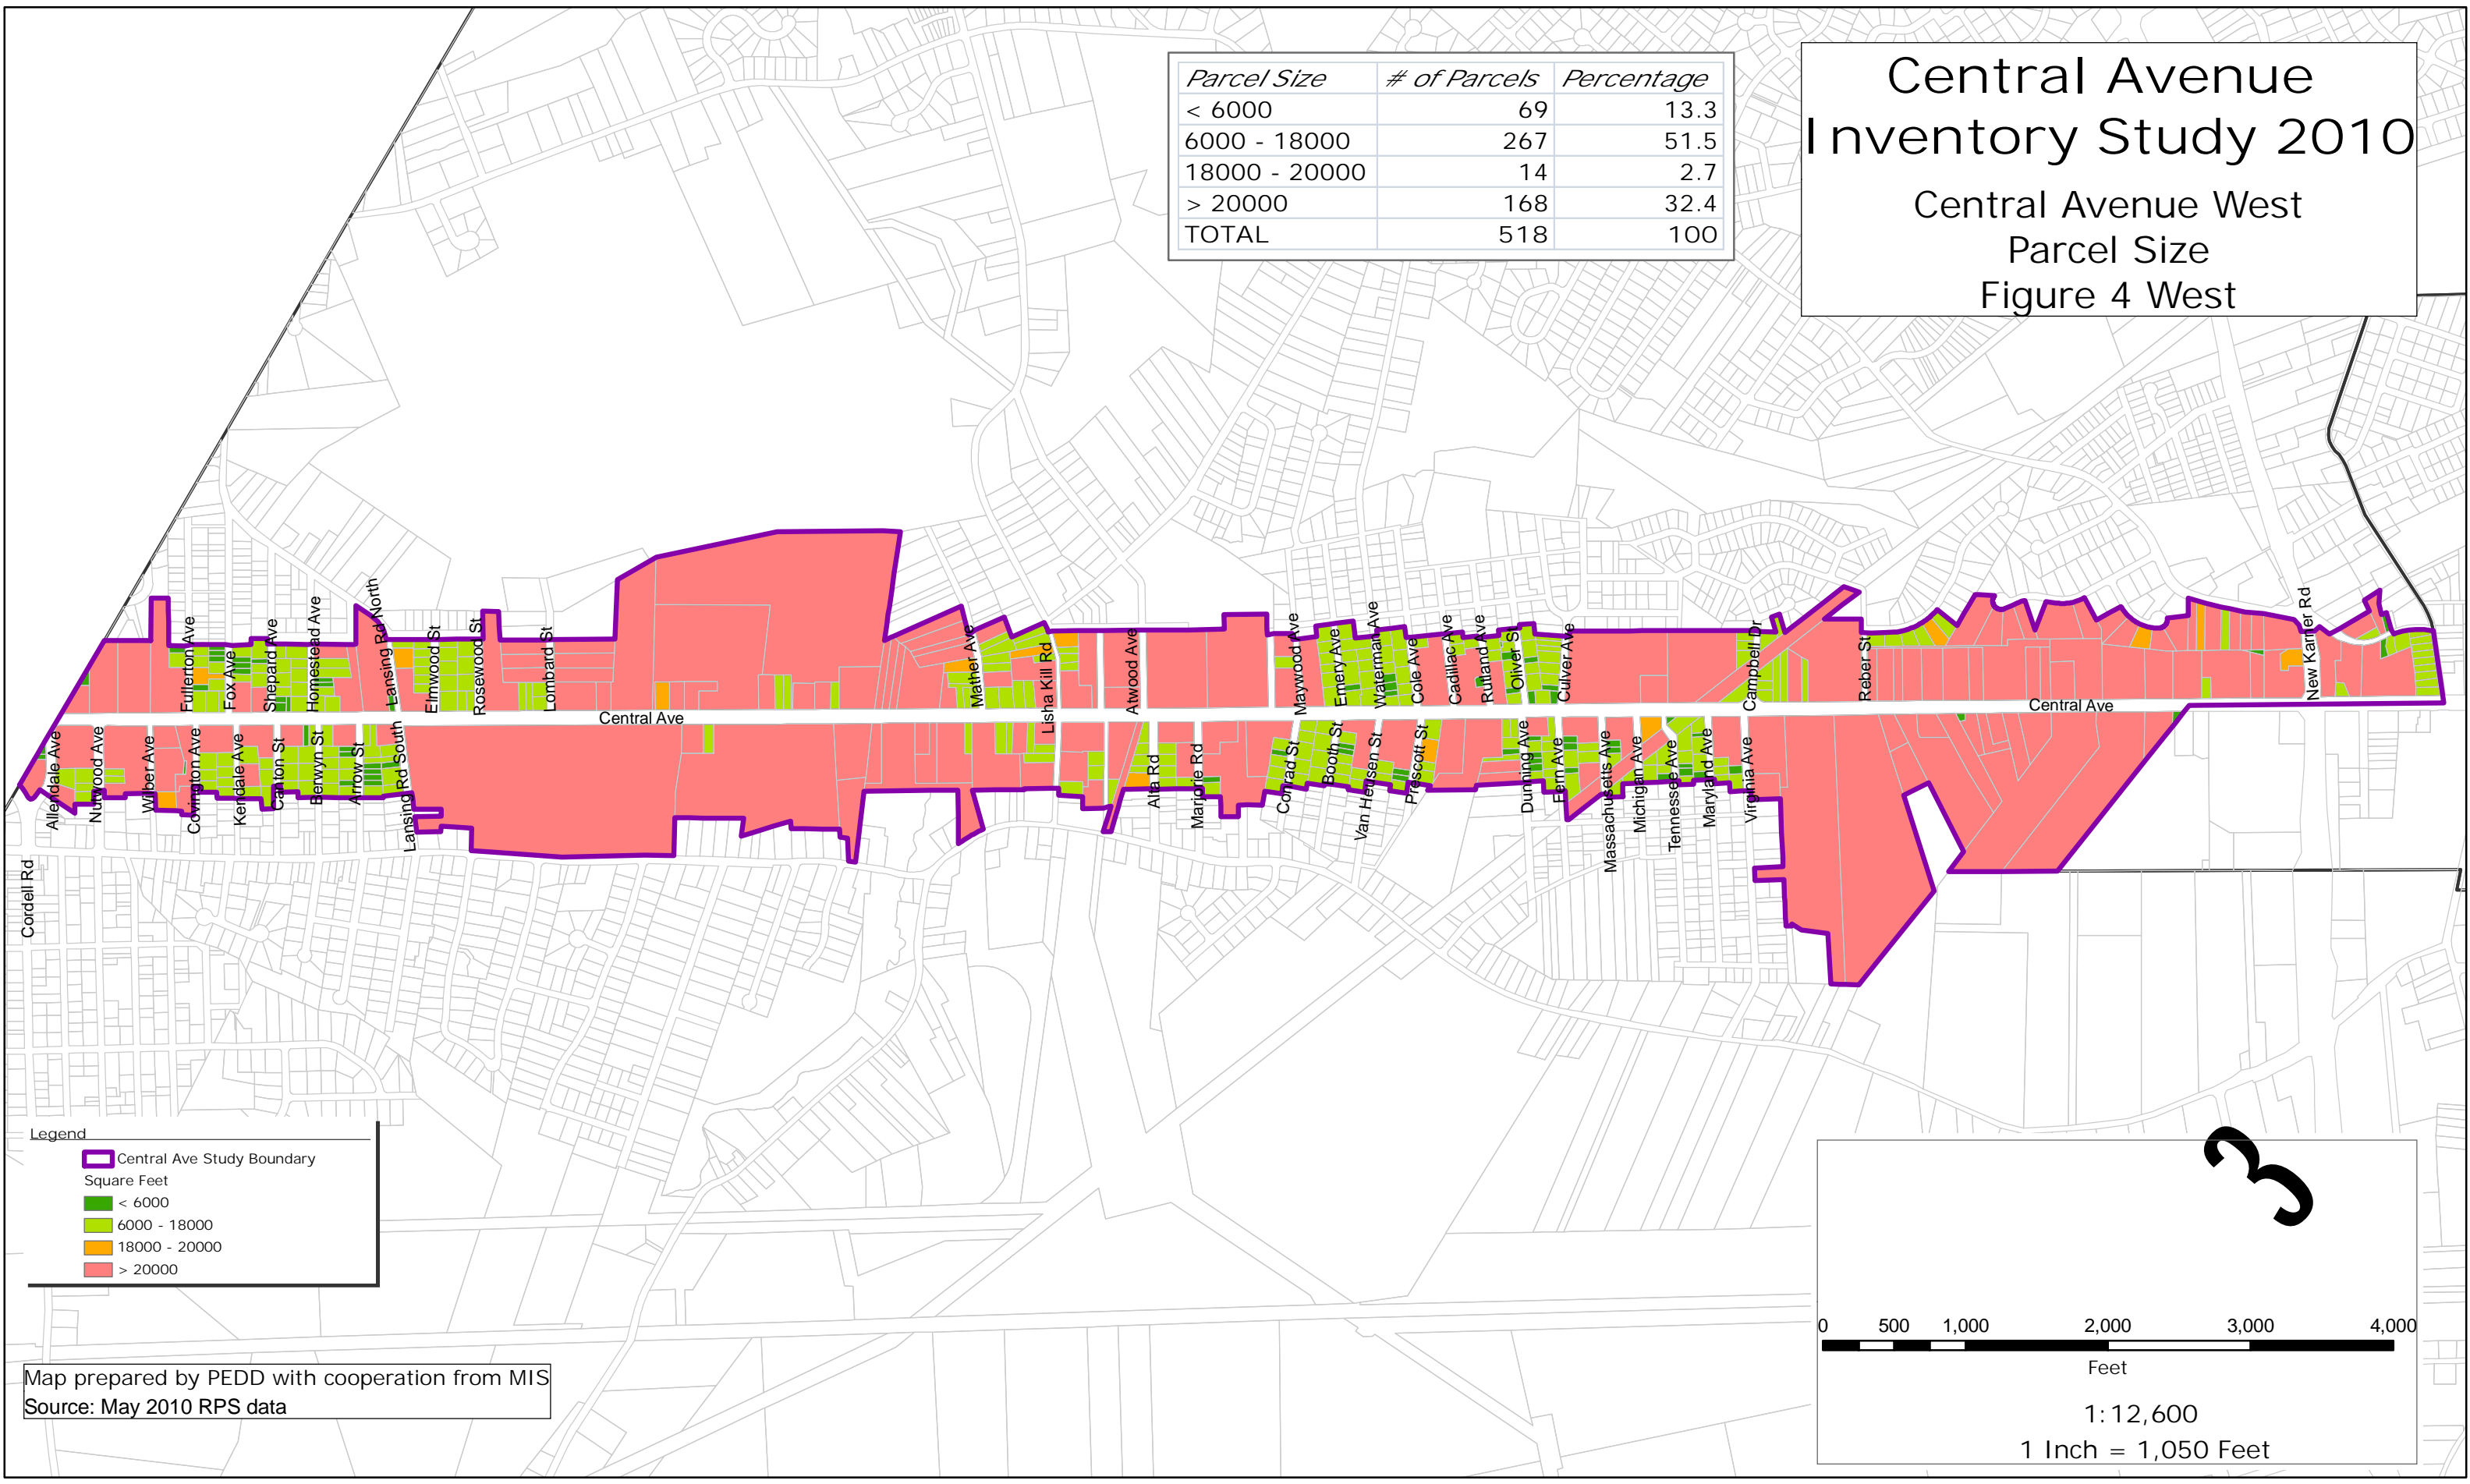 Central Avenue
Inventory Study 2010
Central Avenue West
Parcel Size
Figure 4 West
Parcel Size # of Parcels Percentage
< 6000 69 13.3
6000 - 18000 267 51.5
18000 - 20000 14 2.7
> 20000 168 32.4
TOTAL 518 100
Fullerton Ave
Fox Ave
Shepard Ave
Homestead Ave
Lansing Rd North
Elmwood St
Rosewood St
Lombard St
Mather Ave
Lisha Kill Rd
Atwood Ave
Maywood Ave
Emery Ave
Waterman Ave
Cole Ave
Cadillac Ave
Rutland Ave
Oliver St
Culver Ave
Campbell Dr
Reber St
New Karner Rd
Central Ave
Central Ave
Allendale Ave
Nutwood Ave
Wilber Ave
Covington Ave
Kendale Ave
Canton St
Berwyn St
Arrow St
Lansing Rd South
Alta Rd
Marjorie Rd
Conrad St
Booth St
Van Heusen St
Prescott St
Dunning Ave
Fern Ave
Massachusetts Ave
Michigan Ave
Tennessee Ave
Maryland Ave
Virginia Ave
Cordell Rd
Legend
Central Ave Study Boundary
Square Feet
< 6000
6000 - 18000
18000 - 20000
> 20000
Map prepared by PEDD with cooperation from MIS
Source: May 2010 RPS data
3
0 500 1,000 2,000 3,000 4,000
Feet
1:12,600
1 Inch = 1,050 Feet